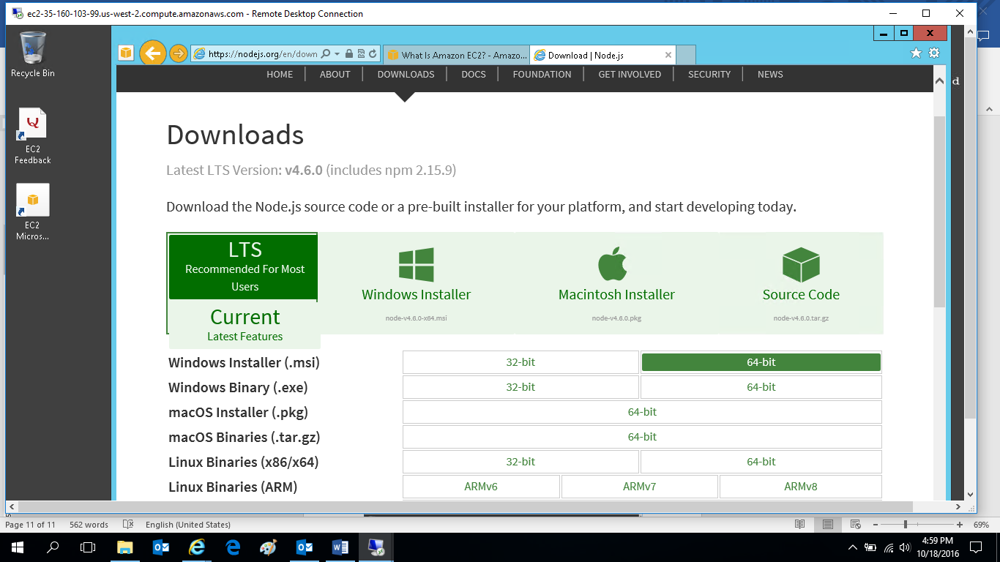 ec2-35-160-103-99.us-west-2.compute.amazonaws.com - Remote Desktop Connection
Recycle Bin
EC2
Feedback
EC2
Micros...
https://nodejs.org/en/down
What Is Amazon EC2? - Amazo...
Download | Node.js
HOME
ABOUT
DOWNLOADS
DOCS
FOUNDATION
GET INVOLVED
SECURITY
NEWS
d
Downloads
Latest LTS Version: v4.6.0 (includes npm 2.15.9)
Download the Node.js source code or a pre-built installer for your platform, and start developing today.
LTS
Recommended For Most
Users
Current
Latest Features
Windows Installer
node-v4.6.0-x64.msi
Macintosh Installer
node-v4.6.0.pkg
Source Code
node-v4.6.0.tar.gz
Windows Installer (.msi) 32-bit 64-bit
Windows Binary (.exe) 32-bit 64-bit
macOS Installer (.pkg) 64-bit
macOS Binaries (.tar.gz) 64-bit
Linux Binaries (x86/x64) 32-bit 64-bit
Linux Binaries (ARM) ARMv6 ARMv7 ARMv8
Page 11 of 11 562 words English (United States) 69%
4:59 PM
10/18/2016